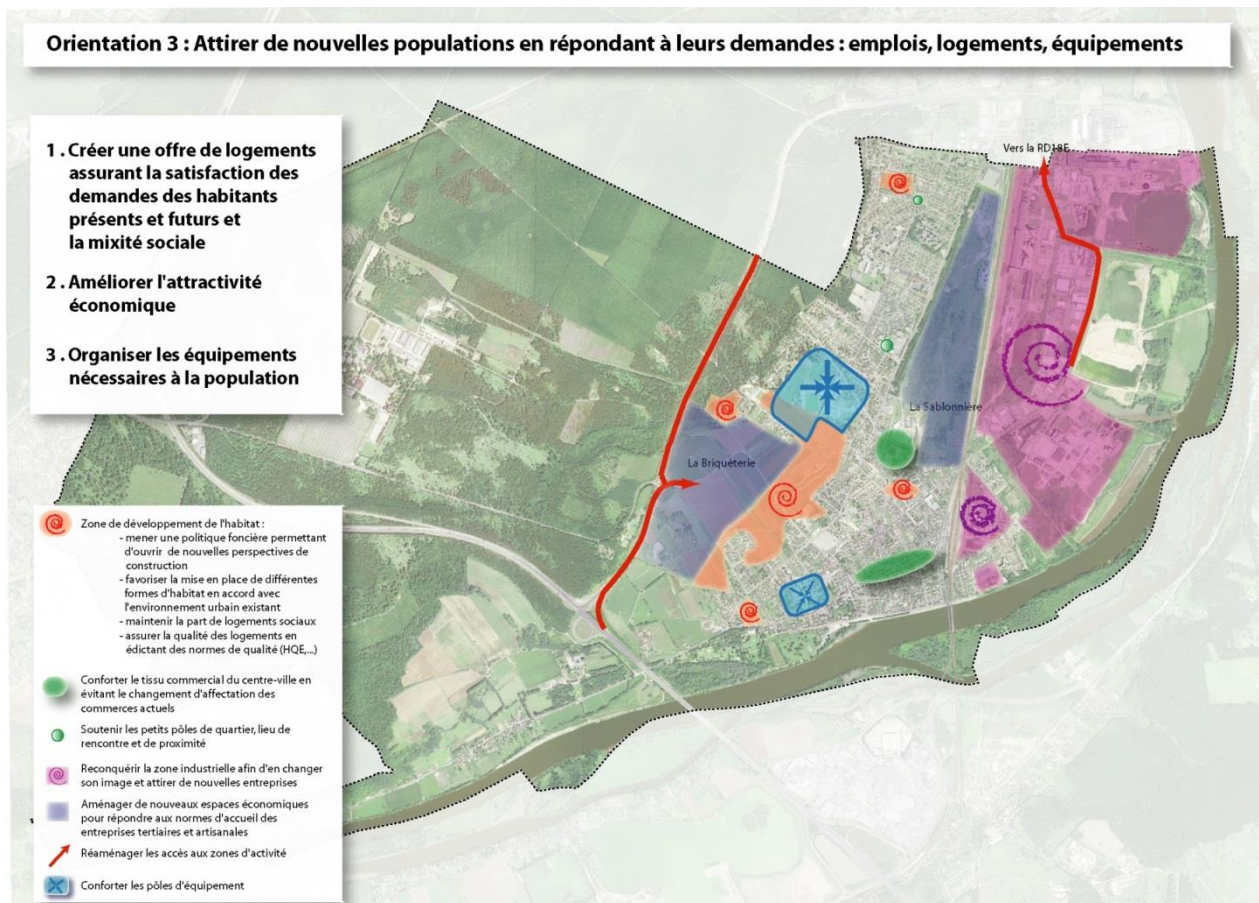 Orientation 3 : Attirer de nouvelles populations en répondant à leurs demandes : emplois, logements, équipements
1 . Créer une offre de logements
assurant la satisfaction des
demandes des habitants
présents et futurs et
la mixité sociale
2 . Améliorer l'attractivité
économique
3 . Organiser les équipements
nécessaires à la population
Vers la RD18E
La Sablonnière
La Briquèterie
Zone de développement de l'habitat :
- mener une politique foncière permettant
d'ouvrir de nouvelles perspectives de
construction
- favoriser la mise en place de différentes
formes d'habitat en accord avec
l'environnement urbain existant
- maintenir la part de logements sociaux
- assurer la qualité des logements en
édictant des normes de qualité (HQE,...)
Conforter le tissu commercial du centre-ville en
évitant le changement d'affectation des
commerces actuels
Soutenir les petits pôles de quartier, lieu de
rencontre et de proximité
Reconquérir la zone industrielle afin d'en changer
son image et attirer de nouvelles entreprises
Aménager de nouveaux espaces économiques
pour répondre aux normes d'accueil des
entreprises tertiaires et artisanales
Réaménager les accès aux zones d'activité
Conforter les pôles d'équipement